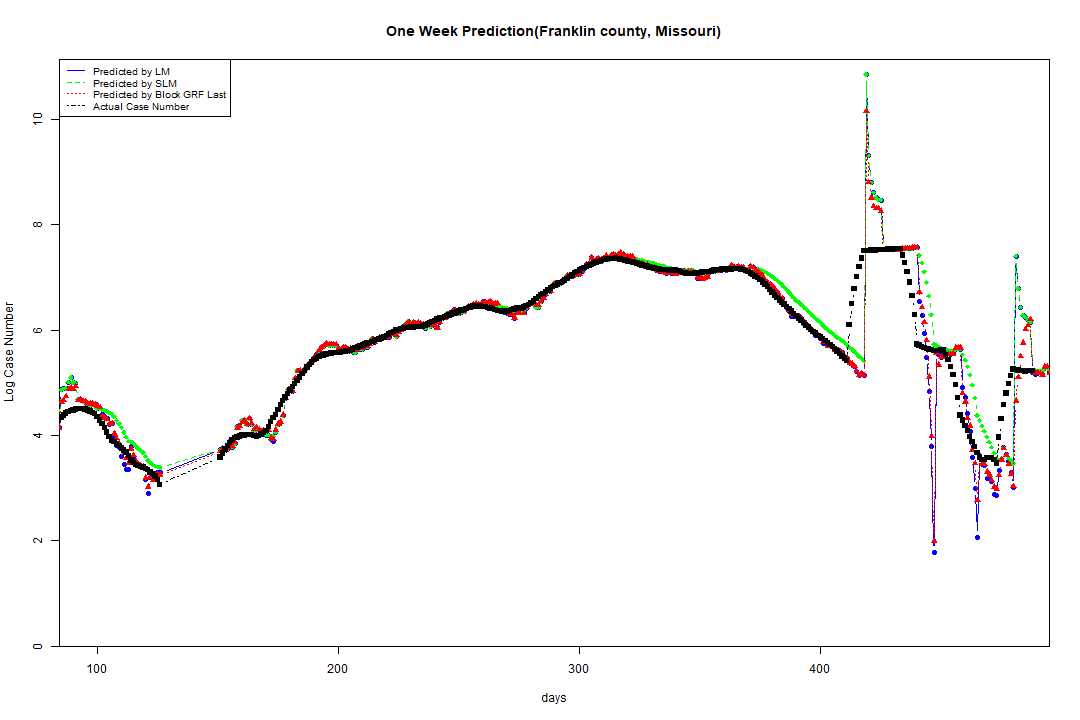 One Week Prediction(Franklin county, Missouri)
Predicted by LM
Predicted by SLM
Predicted by Block GRF Last
Actual Case Number
Log Case Number
10
8
6
4
2
0
100 200 300 400
days